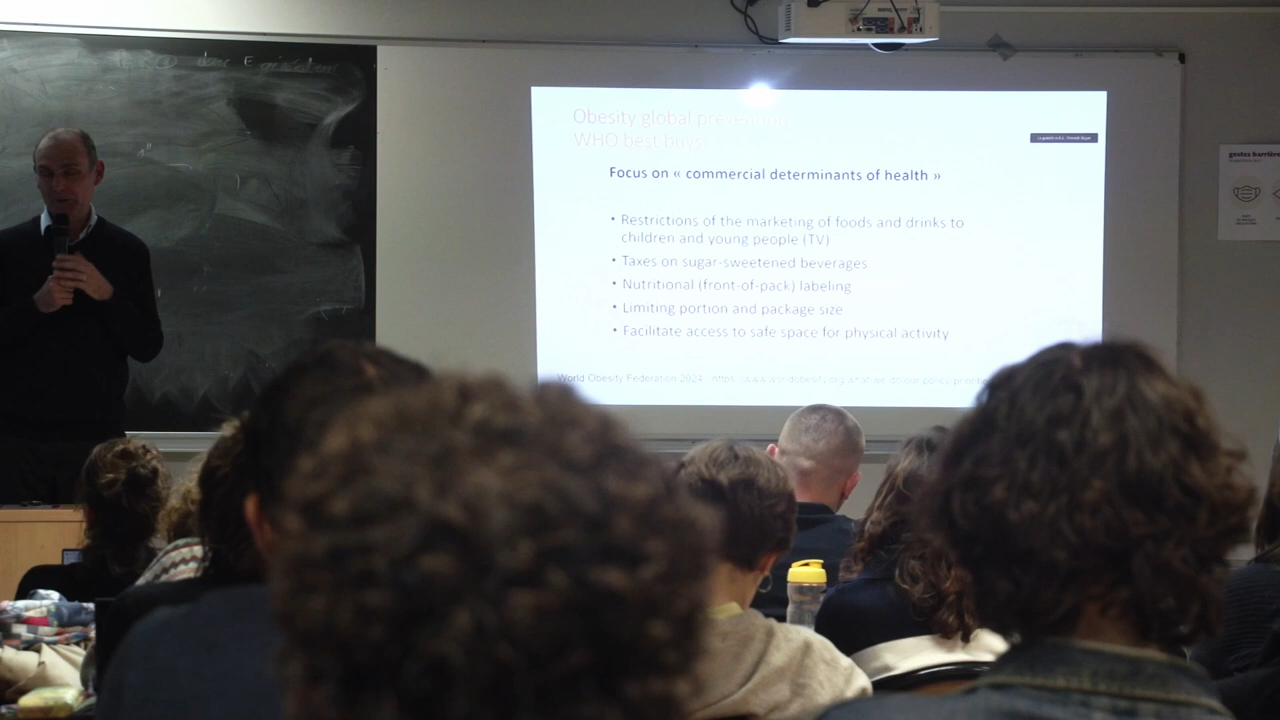 Obesity global prevention
WHO best buys
Focus on « commercial determinants of health »
• Restrictions of the marketing of foods and drinks to
children and young people (TV)
• Taxes on sugar-sweetened beverages
• Nutritional (front-of-pack) labeling
• Limiting portion and package size
• Facilitate access to safe space for physical activity
World Obesity Federation 2024
gestes barrière